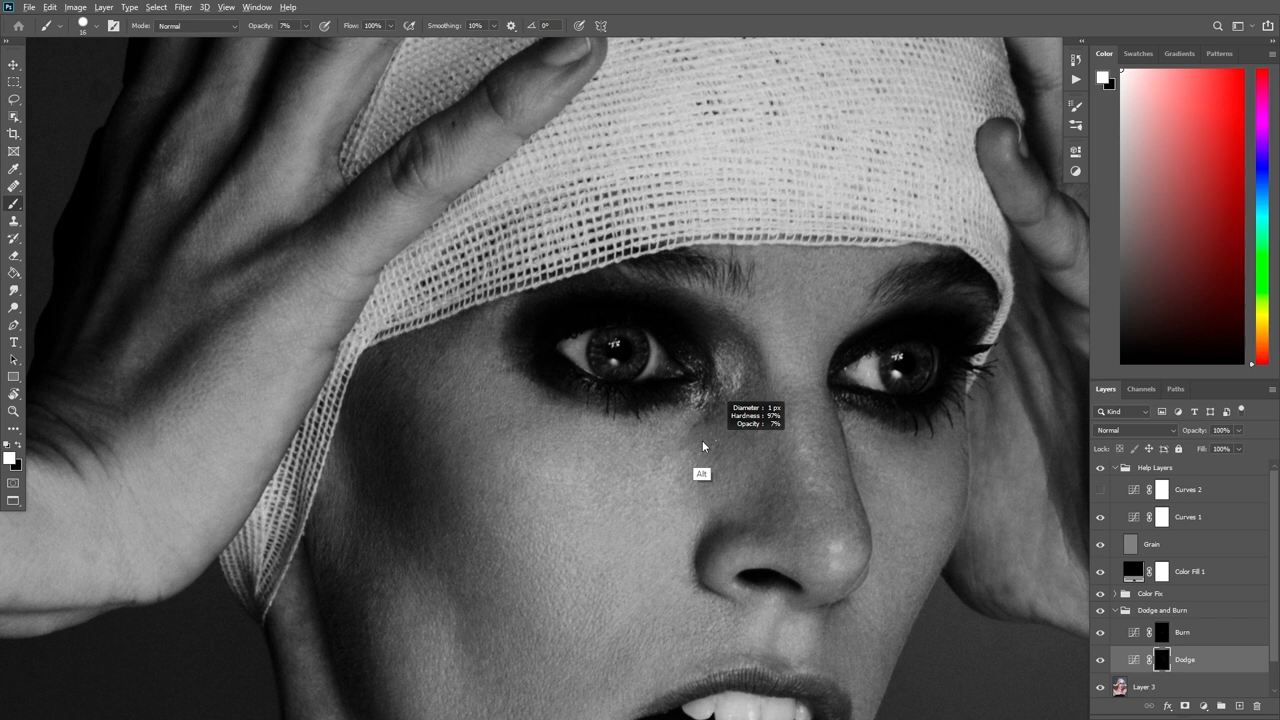 Ps File Edit Image Layer Type Select Filter 3D View Window Help
16 Mode: Normal Opacity: 7% Flow: 100% Smoothing: 10% 0°
Color Swatches Gradients Patterns
Diameter : 1 px
Hardness : 97%
Opacity : 7%
Alt
T
Layers Channels Paths
Kind T
Normal Opacity: 100%
Lock: Fill: 100%
Help Layers
Curves 2
Curves 1
Grain
Color Fill 1
Color Fix
Dodge and Burn
Burn
Dodge
Layer 3
fx